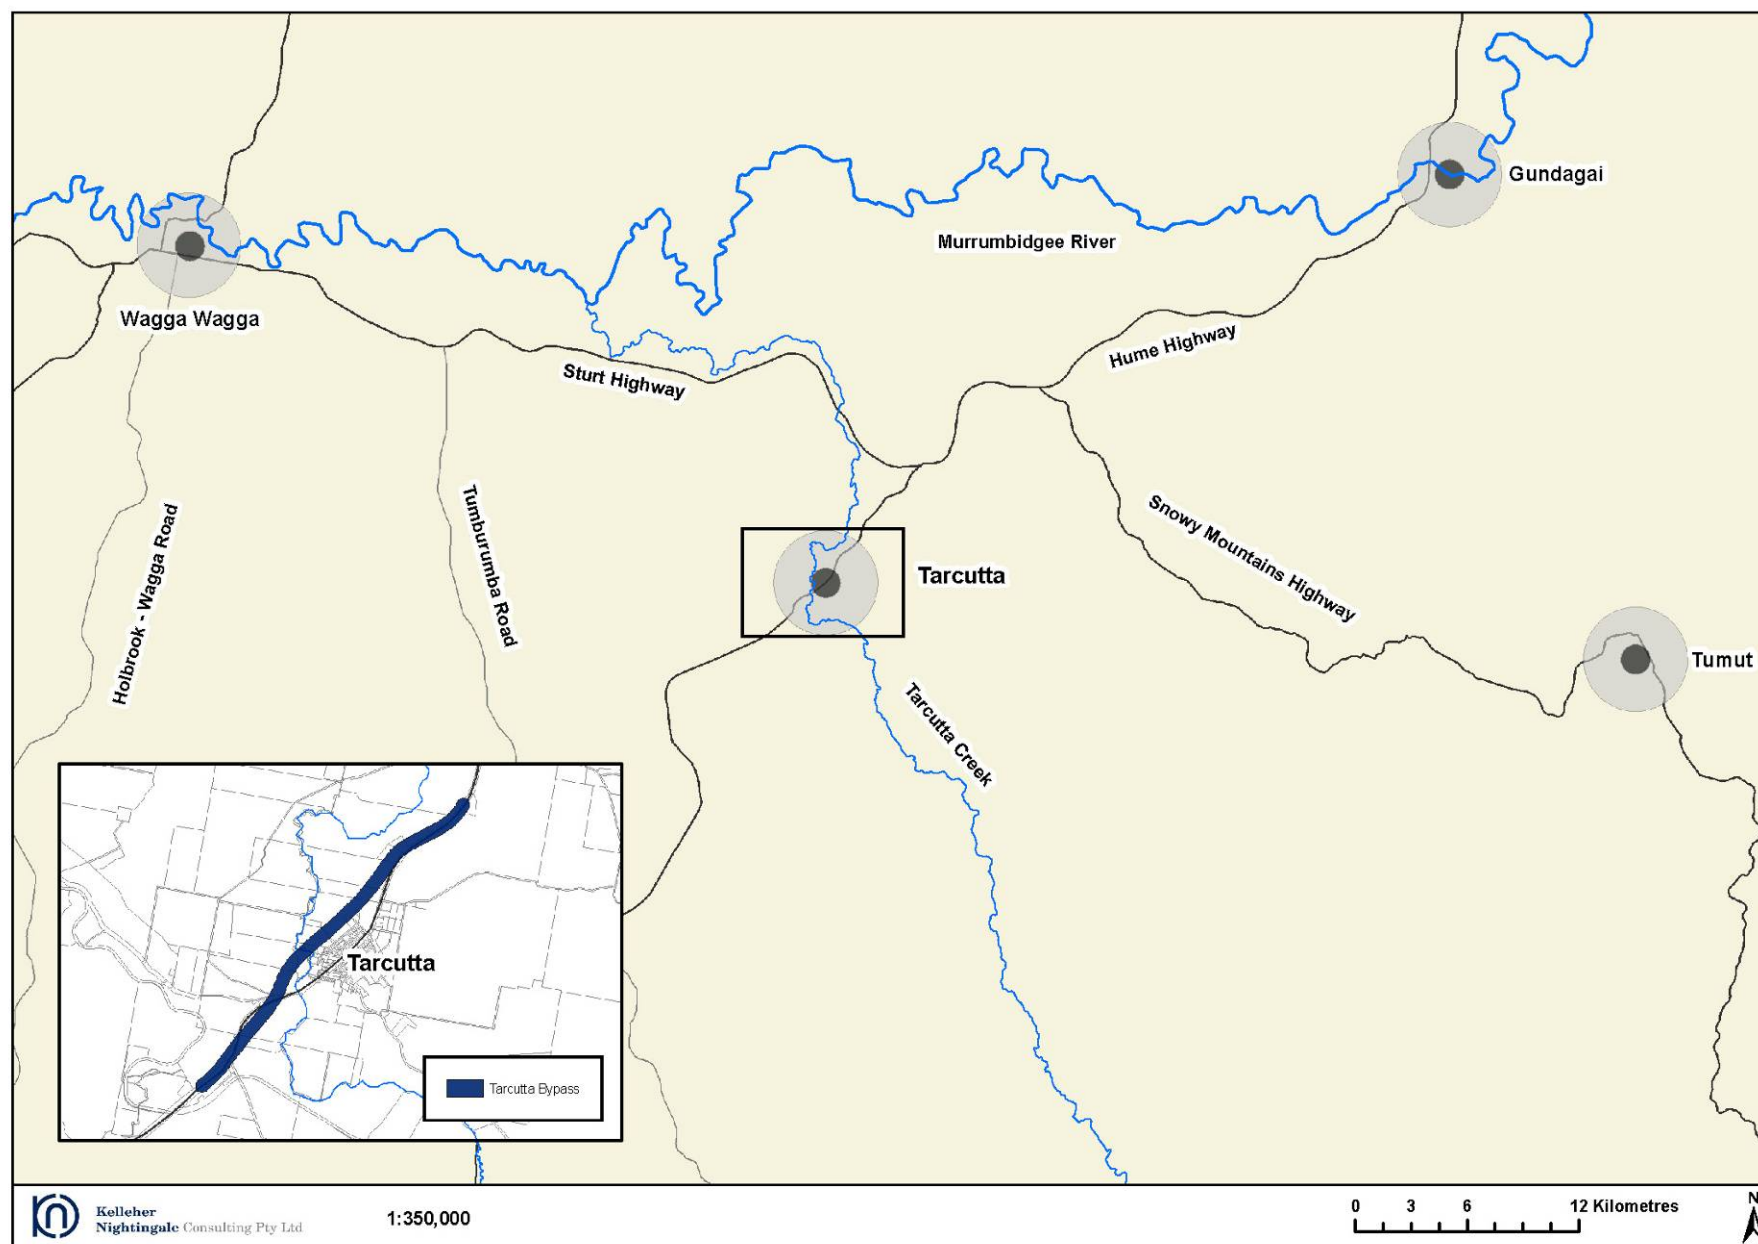 Gundagai
Murrumbidgee River
Wagga Wagga
Hume Highway
Sturt Highway
Snowy Mountains Highway
Holbrook - Wagga Road
Tumburumba Road
Tarcutta
Tumut
Tarcutta Creek
Tarcutta
Tarcutta Bypass
Kelleher
Nightingale Consulting Pty Ltd
1:350,000
0 3 6 12 Kilometres
N